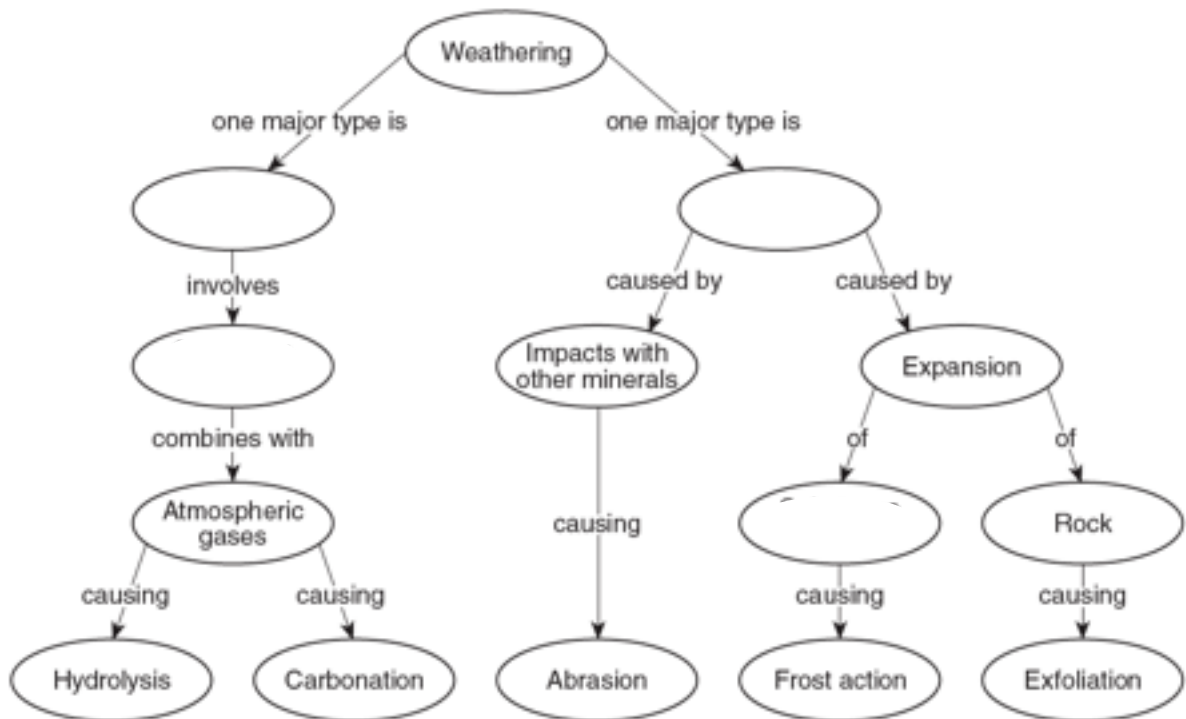 Weathering
one major type is
one major type is
involves
caused by
caused by
Impacts with
other minerals
Expansion
combines with
of
of
Atmospheric
gases
causing
Rock
causing
causing
causing
causing
Hydrolysis
Carbonation
Abrasion
Frost action
Exfoliation